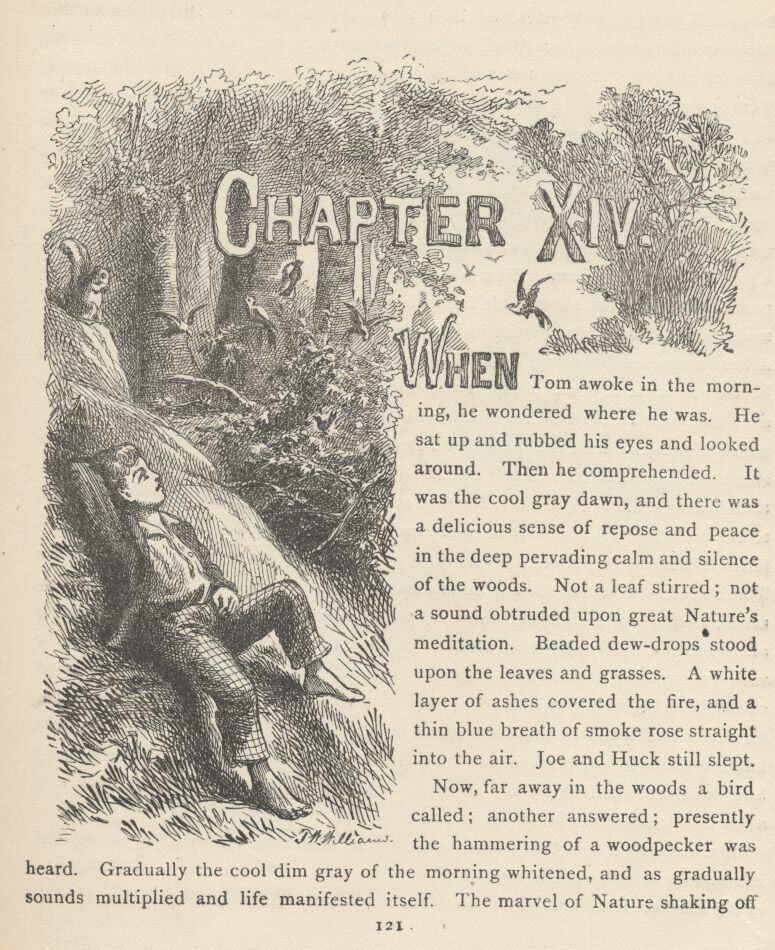 CHAPTER XIV.
WHEN Tom awoke in the morn-
ing, he wondered where he was. He
sat up and rubbed his eyes and looked
around. Then he comprehended. It
was the cool gray dawn, and there was
a delicious sense of repose and peace
in the deep pervading calm and silence
of the woods. Not a leaf stirred; not
a sound obtruded upon great Nature's
meditation. Beaded dew-drops stood
upon the leaves and grasses. A white
layer of ashes covered the fire, and a
thin blue breath of smoke rose straight
into the air. Joe and Huck still slept.
Now, far away in the woods a bird
called; another answered; presently
the hammering of a woodpecker was
heard. Gradually the cool dim gray of the morning whitened, and as gradually
sounds multiplied and life manifested itself. The marvel of Nature shaking off
121